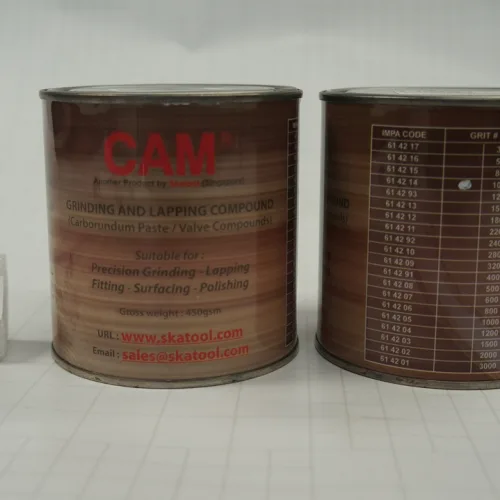 CAM
Another Product by
GRINDING AND LAPPING COMPOUND
(Carborundum Paste / Valve Compounds)
Suitable for :
Precision Grinding - Lapping
Fitting - Surfacing - Polishing
Gross weight : 450gsm
URL : www.skatool.com
Email : sales@skatool.com
IMPA CODE GRIT #
61 42 17
61 42 16
61 42 15
61 42 14
61 42 93
61 42 13
61 42 12
61 42 11
61 42 92
61 42 10
61 42 09
61 42 91
61 42 08
61 42 07
61 42 06
61 42 05
61 42 04
61 42 03 1500
61 42 02 2000
61 42 01 3000